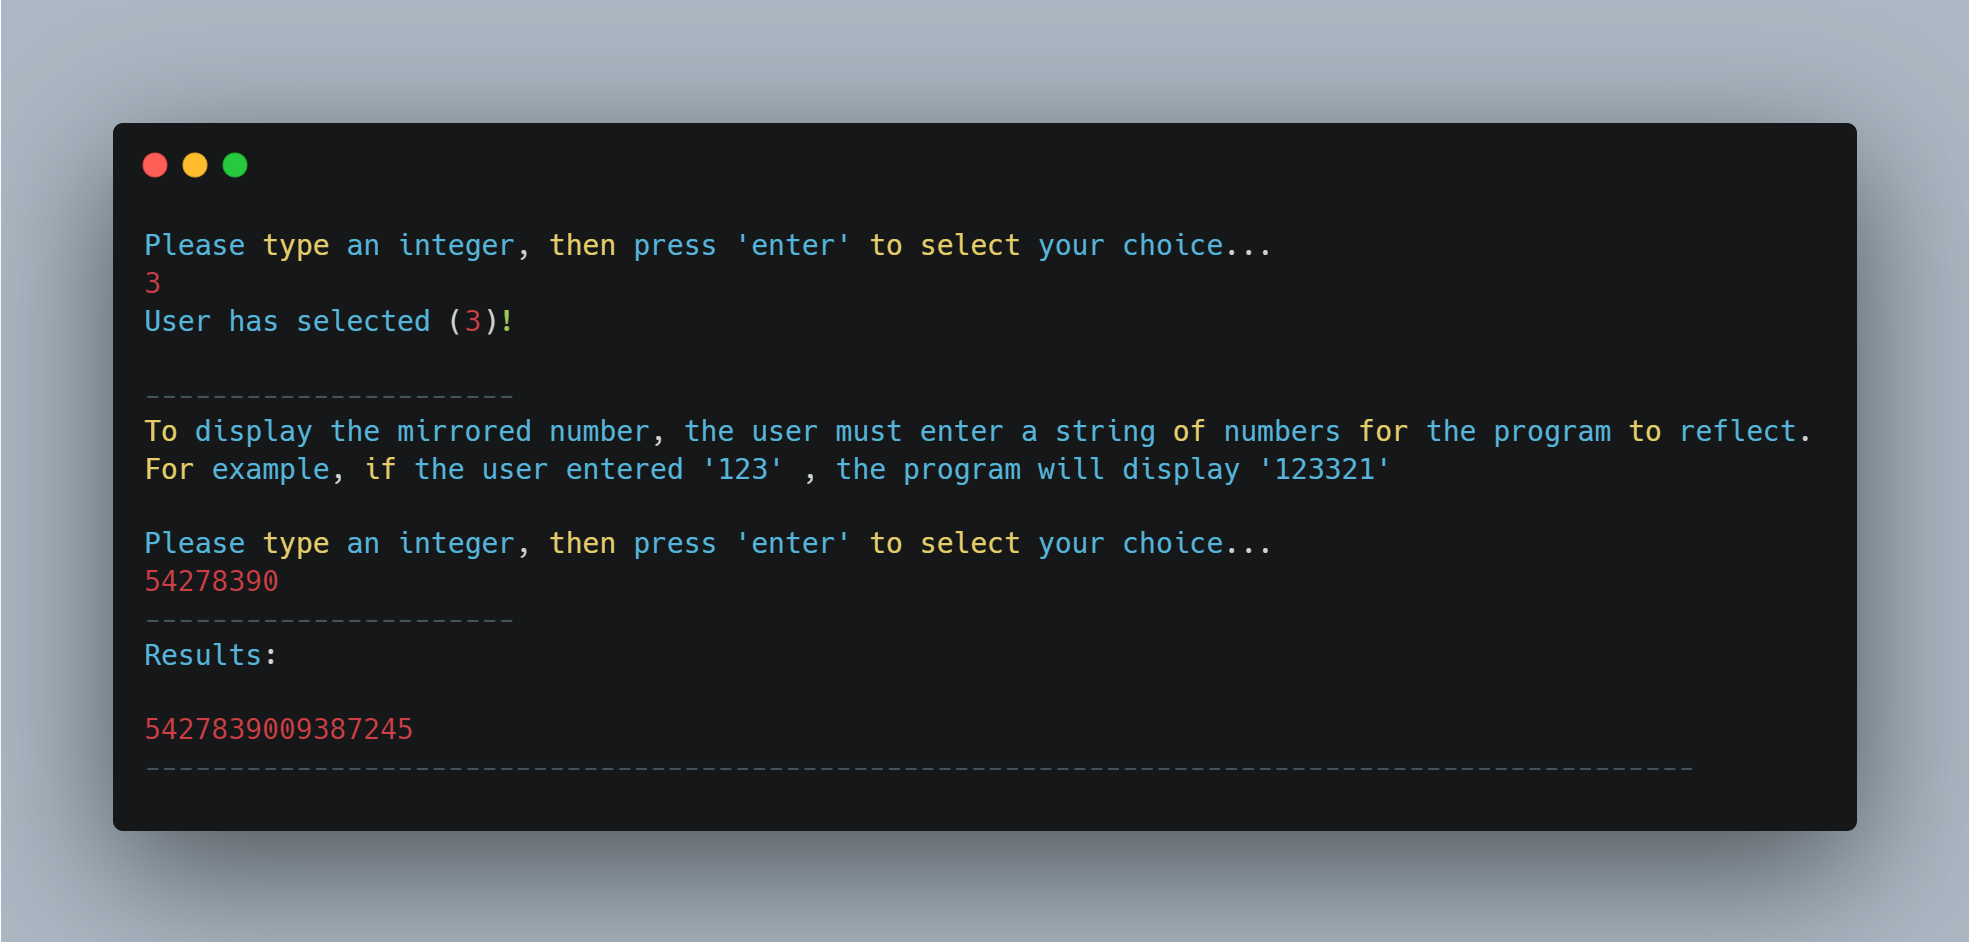 Please type an integer, then press 'enter' to select your choice...
3
User has selected (3)!
----------------------
To display the mirrored number, the user must enter a string of numbers for the program to reflect.
For example, if the user entered '123' , the program will display '123321'
Please type an integer, then press 'enter' to select your choice...
54278390
----------------------
Results:
5427839009387245
--------------------------------------------------------------------------------------------